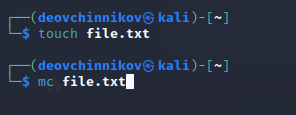 ┌──(deovchinnikov㉿kali)-[~]
└─$ touch file.txt
┌──(deovchinnikov㉿kali)-[~]
└─$ mc file.txt